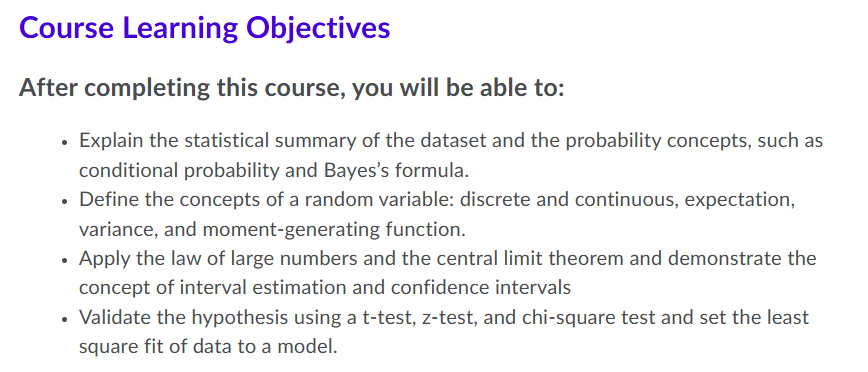 Course Learning Objectives
After completing this course, you will be able to:
• Explain the statistical summary of the dataset and the probability concepts, such as
conditional probability and Bayes’s formula.
• Define the concepts of a random variable: discrete and continuous, expectation,
variance, and moment-generating function.
• Apply the law of large numbers and the central limit theorem and demonstrate the
concept of interval estimation and confidence intervals
• Validate the hypothesis using a t-test, z-test, and chi-square test and set the least
square fit of data to a model.